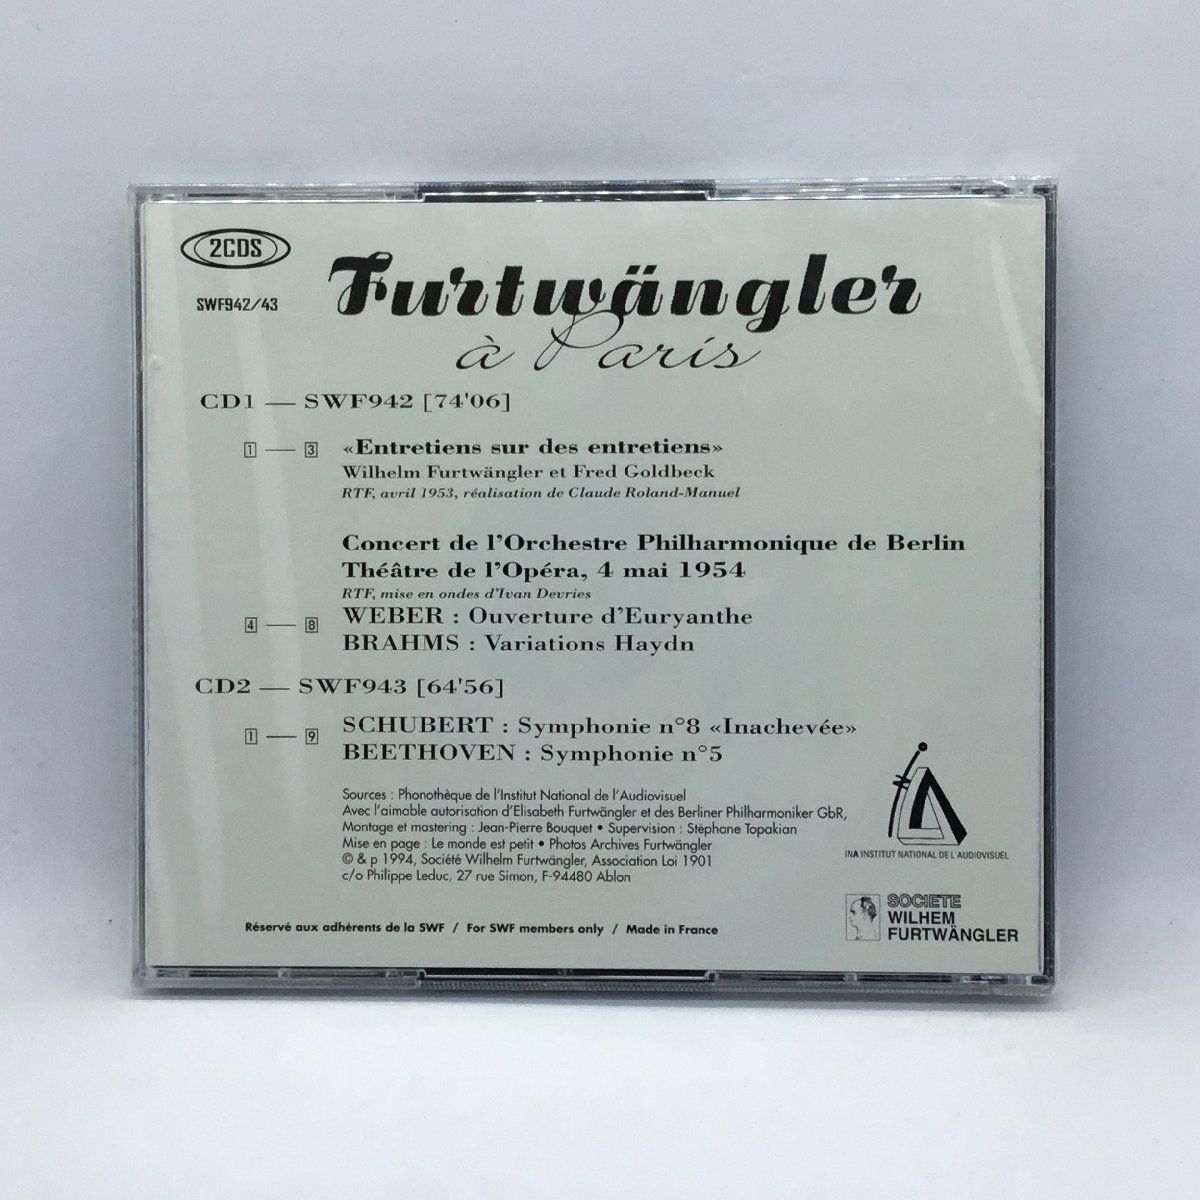 2CDS
SWF942/43
Furtwängler
à Paris
CD1 — SWF942 [74'06]
1 — 3 «Entretiens sur des entretiens»
Wilhelm Furtwängler et Fred Goldbeck
RTF, avril 1953, réalisation de Claude Roland-Manuel
Concert de l'Orchestre Philharmonique de Berlin
Théâtre de l'Opéra, 4 mai 1954
RTF, mise en ondes d'Ivan Devries
4 — 8 WEBER : Ouverture d'Euryanthe
BRAHMS : Variations Haydn
CD2 — SWF943 [64'56]
1 — 9 SCHUBERT : Symphonie n°8 «Inachevée»
BEETHOVEN : Symphonie n°5
Sources : Phonothèque de l'Institut National de l'Audiovisuel
Avec l'aimable autorisation d'Elisabeth Furtwängler et des Berliner Philharmoniker GbR,
Montage et mastering : Jean-Pierre Bouquet • Supervision : Stéphane Topakian
Mise en page : Le monde est petit • Photos Archives Furtwängler
© & p 1994, Société Wilhelm Furtwängler, Association Loi 1901
c/o Philippe Leduc, 27 rue Simon, F-94480 Ablon
INA INSTITUT NATIONAL DE L'AUDIOVISUEL
SOCIETE
WILHEM
FURTWÄNGLER
Réservé aux adhérents de la SWF / For SWF members only / Made in France